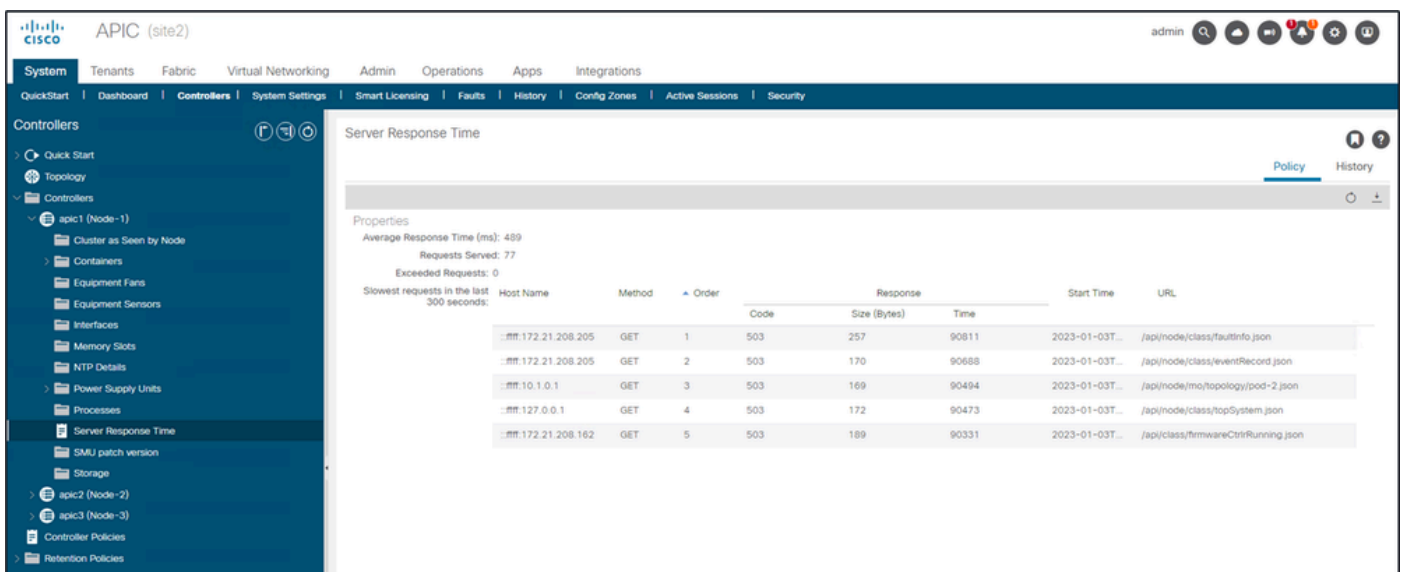 CISCO
APIC (site2)
admin
System Tenants Fabric Virtual Networking Admin Operations Apps Integrations
QuickStart | Dashboard | Controllers | System Settings | Smart Licensing | Faults | History | Config Zones | Active Sessions | Security
Controllers
Quick Start
Topology
Controllers
apic1 (Node-1)
Cluster as Seen by Node
Containers
Equipment Fans
Equipment Sensors
Interfaces
Memory Slots
NTP Details
Power Supply Units
Processes
Server Response Time
SMU patch version
Storage
apic2 (Node-2)
apic3 (Node-3)
Controller Policies
Retention Policies
Server Response Time
Policy History
Properties
Average Response Time (ms): 489
Requests Served: 77
Exceeded Requests: 0
Slowest requests in the last
300 seconds:
Host Name Method Order Response Start Time URL
Code Size (Bytes) Time
::ffff:172.21.208.205 GET 1 503 257 90811 2023-01-03T... /api/node/class/faultInfo.json
::ffff:172.21.208.205 GET 2 503 170 90688 2023-01-03T... /api/node/class/eventRecord.json
::ffff:10.1.0.1 GET 3 503 169 90494 2023-01-03T... /api/node/mo/topology/pod-2.json
::ffff:127.0.0.1 GET 4 503 172 90473 2023-01-03T... /api/node/class/topSystem.json
::ffff:172.21.208.162 GET 5 503 189 90331 2023-01-03T... /api/class/firmwareCtrlrRunning.json